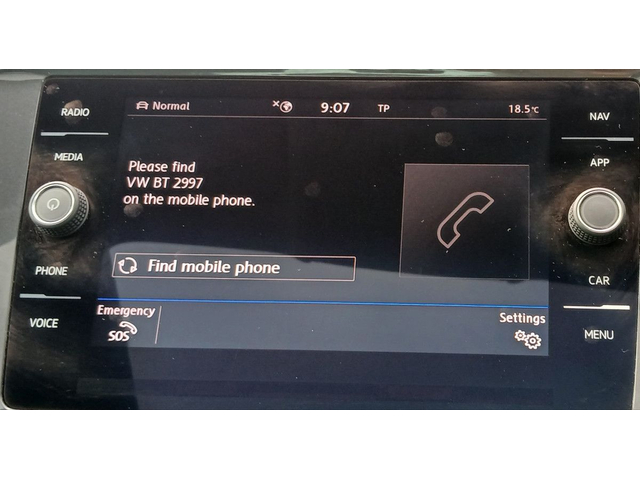 RADIO
MEDIA
PHONE
VOICE
Normal
9:07
TP
18.5°C
Please find
VW BT 2997
on the mobile phone.
Find mobile phone
Emergency
SOS
Settings
NAV
APP
CAR
MENU